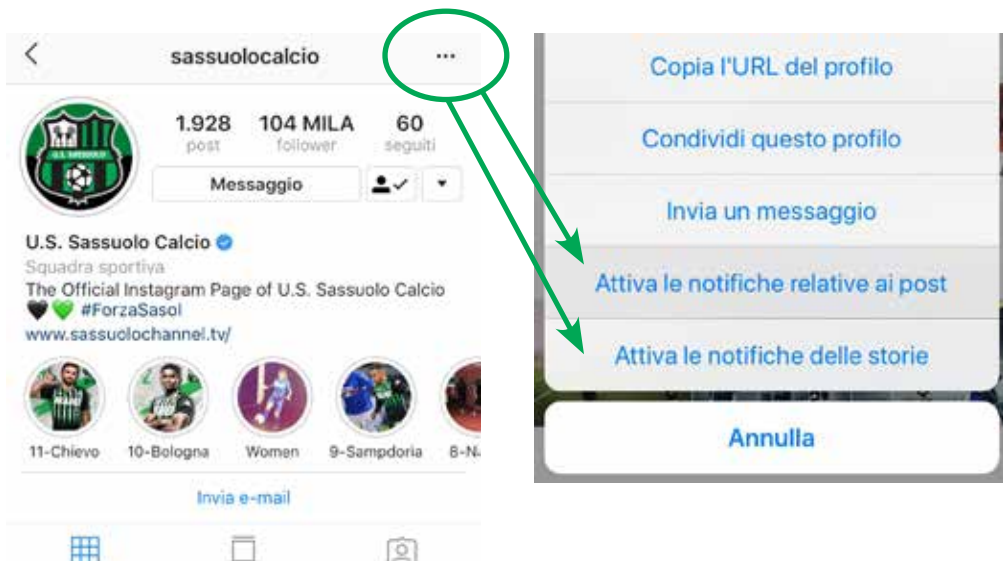 sassuolocalcio
...
1.928 104 MILA 60
post follower seguiti
Messaggio
U.S. SASSUOLO
U.S. Sassuolo Calcio
Squadra sportiva
The Official Instagram Page of U.S. Sassuolo Calcio
🖤💚 #ForzaSasol
www.sassuolochannel.tv/
11-Chievo 10-Bologna Women 9-Sampdoria 8-N
Invia e-mail
Copia l'URL del profilo
Condividi questo profilo
Invia un messaggio
Attiva le notifiche relative ai post
Attiva le notifiche delle storie
Annulla